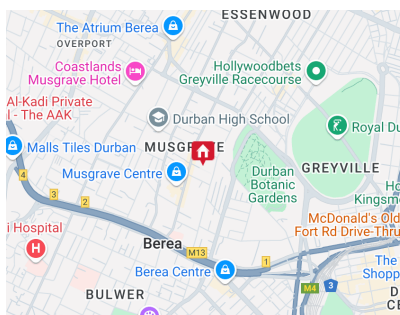 ESSENWOOD
The Atrium Berea
OVERPORT
Hollywoodbets
Greyville Racecourse
Coastlands
Musgrave Hotel
Al-Kadi Private
l - The AAK
Durban High School
Royal Du
Malls Tiles Durban
MUSGRAVE
GREYVILLE
Musgrave Centre
Durban
Botanic
Gardens
4
3
2
Ho
Kingsme
McDonald's Old
Fort Rd Drive-Thru
i Hospital
H
Berea
M13
1
The
Shopp
Berea Centre
M4
3
BULWER
D
CE